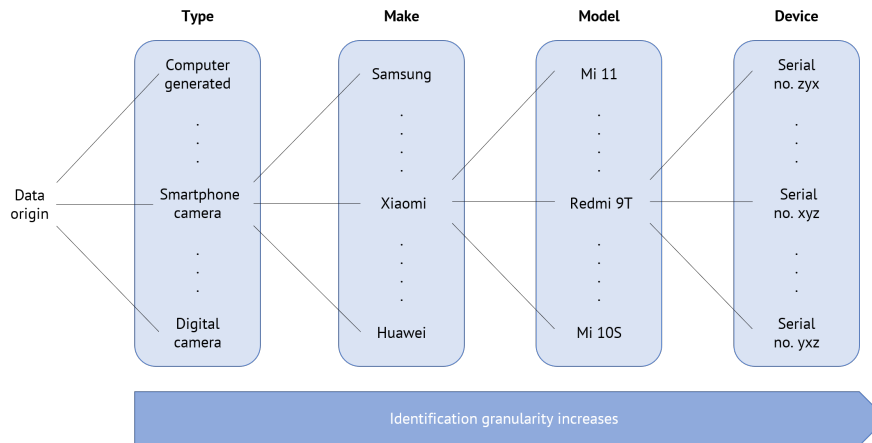 Type
Make
Model
Device
Data
origin
Computer
generated
Smartphone
camera
Digital
camera
Samsung
Xiaomi
Huawei
Mi 11
Redmi 9T
Mi 10S
Serial
no. zyx
Serial
no. xyz
Serial
no. yxz
Identification granularity increases